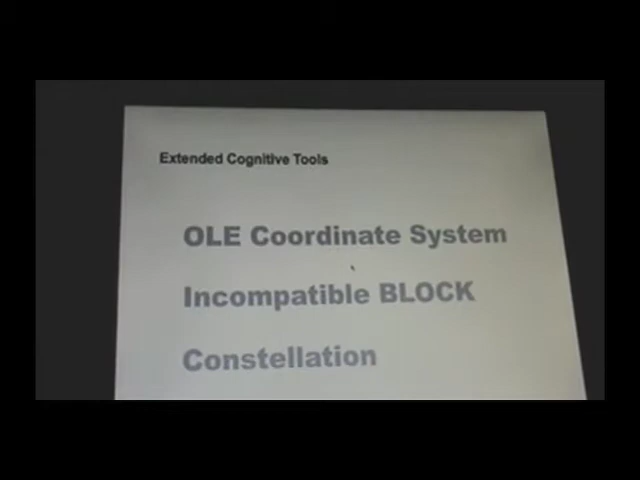 Extended Cognitive Tools
OLE Coordinate System
Incompatible BLOCK
Constellation